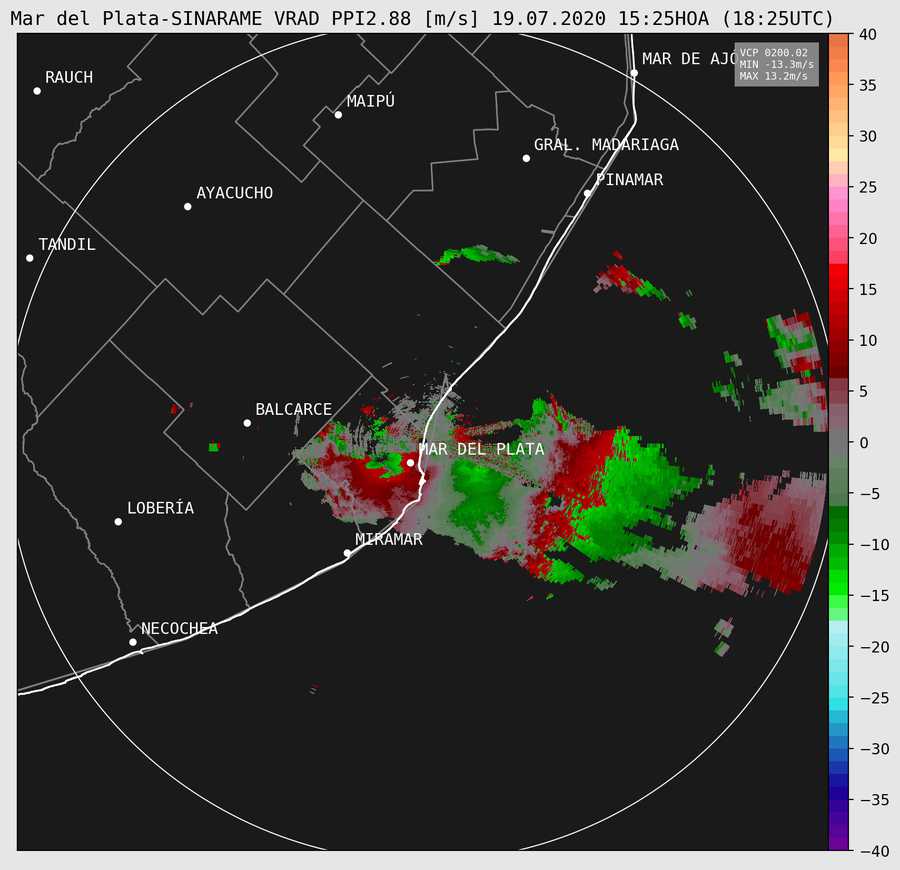 Mar del Plata-SINARAME VRAD PPI2.88 [m/s] 19.07.2020 15:25HOA (18:25UTC)
MAR DE AJÓ
VCP 0200.02
MIN -13.3m/s
MAX 13.2m/s
RAUCH
MAIPÚ
GRAL. MADARIAGA
PINAMAR
AYACUCHO
TANDIL
BALCARCE
MAR DEL PLATA
LOBERÍA
MIRAMAR
NECOCHEA
40
35
30
25
20
15
10
5
0
−5
−10
−15
−20
−25
−30
−35
−40